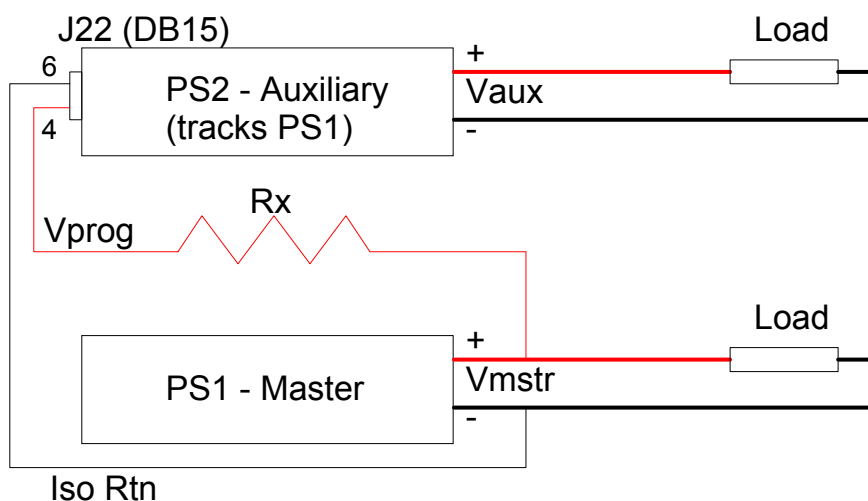 J22 (DB15)
6
4
PS2 - Auxiliary
(tracks PS1)
+
Vaux
-
Load
Rx
Vprog
PS1 - Master
+
Vmstr
-
Load
Iso Rtn